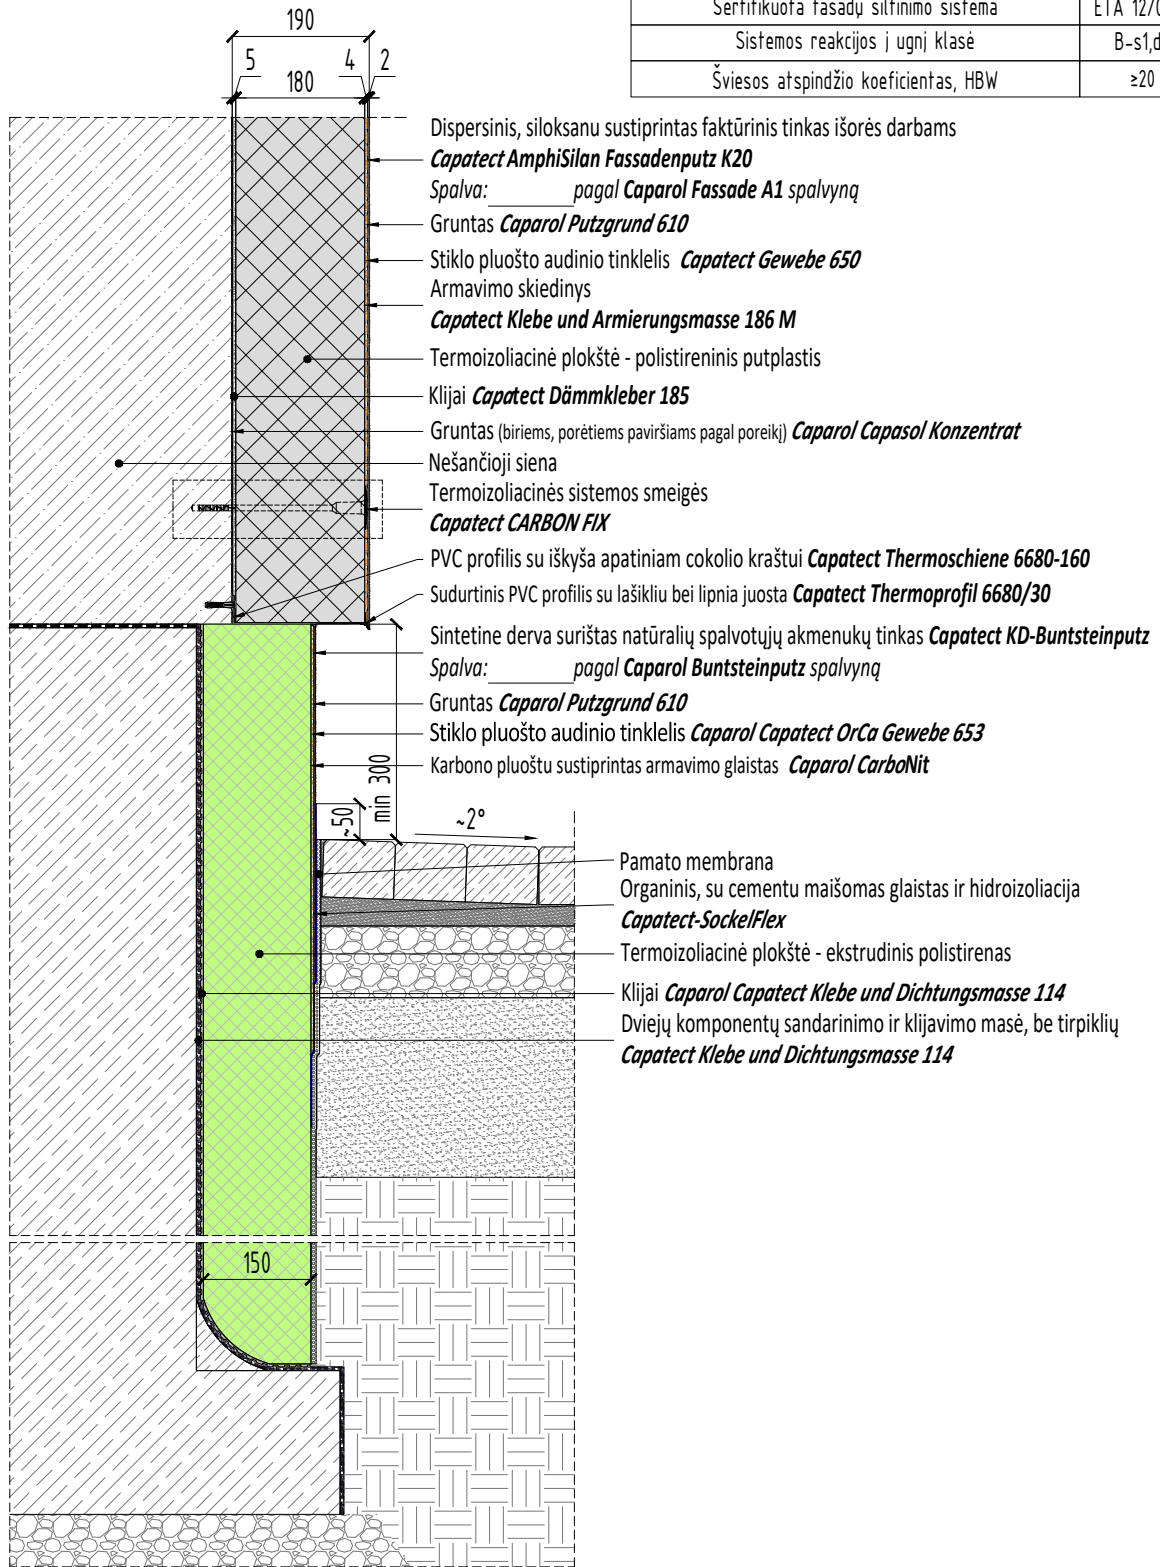 Sertifikuota fasadų šiltinimo sistema ETA 12/0
Sistemos reakcijos į ugnį klasė B-s1,d
Šviesos atspindžio koeficientas, HBW ≥20
190
5 4 2
180
Dispersinis, siloksanu sustiprintas faktūrinis tinkas išorės darbams
Capatect AmphiSilan Fassadenputz K20
Spalva: pagal Caparol Fassade A1 spalvyną
Gruntas Caparol Putzgrund 610
Stiklo pluošto audinio tinklelis Capatect Gewebe 650
Armavimo skiedinys
Capatect Klebe und Armierungsmasse 186 M
Termoizoliacinė plokštė - polistireninis putplastis
Klijai Capatect Dämmkleber 185
Gruntas (biriems, porėtiems paviršiams pagal poreikį) Caparol Capasol Konzentrat
Nešančioji siena
Termoizoliacinės sistemos smeigės
Capatect CARBON FIX
PVC profilis su iškyša apatiniam cokolio kraštui Capatect Thermoschiene 6680-160
Sudurtinis PVC profilis su lašikliu bei lipnia juosta Capatect Thermoprofil 6680/30
Sintetine derva surištas natūralių spalvotųjų akmenukų tinkas Capatect KD-Buntsteinputz
Spalva: pagal Caparol Buntsteinputz spalvyną
Gruntas Caparol Putzgrund 610
Stiklo pluošto audinio tinklelis Caparol Capatect OrCa Gewebe 653
Karbono pluoštu sustiprintas armavimo glaistas Caparol CarboNit
min 300
~50
~2°
Pamato membrana
Organinis, su cementu maišomas glaistas ir hidroizoliacija
Capatect-SockelFlex
Termoizoliacinė plokštė - ekstrudinis polistirenas
Klijai Caparol Capatect Klebe und Dichtungsmasse 114
Dviejų komponentų sandarinimo ir klijavimo masė, be tirpiklių
Capatect Klebe und Dichtungsmasse 114
150